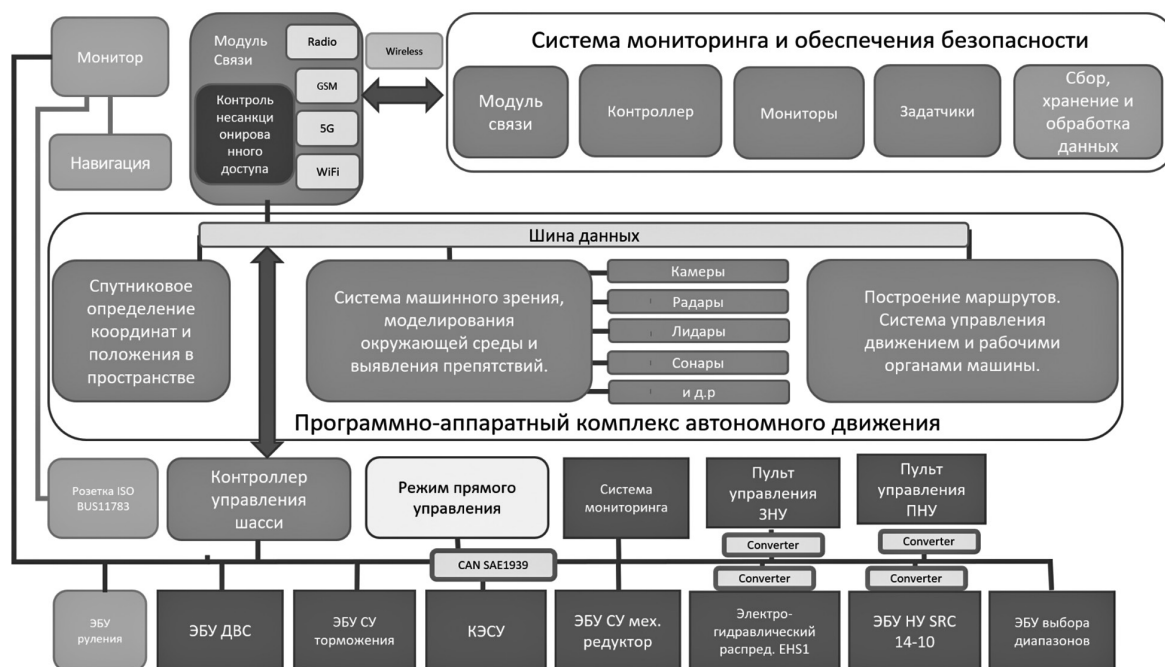 Монитор
Навигация
Модуль
Связи
Контроль
несанкци
онирова
нного
доступа
Radio
GSM
5G
WiFi
Wireless
Система мониторинга и обеспечения безопасности
Модуль
связи
Контроллер
Мониторы
Задатчики
Сбор,
хранение и
обработка
данных
Шина данных
Спутниковое
определение
координат и
положения в
пространстве
Система машинного зрения,
моделирования
окружающей среды и
выявления препятствий.
Камеры
Радары
Лидары
Сонары
и д.р
Построение маршрутов.
Система управления
движением и рабочими
органами машины.
Программно-аппаратный комплекс автономного движения
Розетка ISO
BUS11783
Контроллер
управления
шасси
Режим прямого
управления
Система
мониторинга
Пульт
управления
ЗНУ
Пульт
управления
ПНУ
Converter
Converter
CAN SAE1939
Converter
Converter
ЭБУ
руления
ЭБУ ДВС
ЭБУ СУ
торможения
КЭСУ
ЭБУ СУ мех.
редуктор
Электро-
гидравлический
распред. EHS1
ЭБУ НУ SRC
14-10
ЭБУ выбора
диапазонов